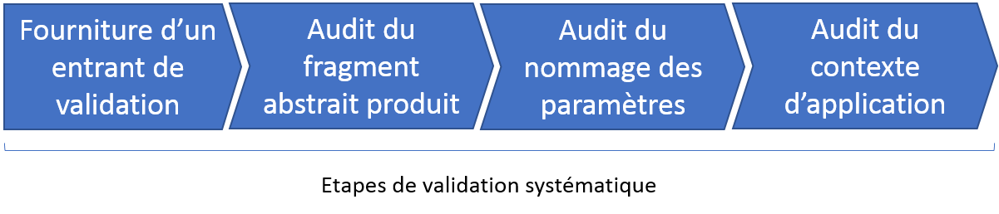 Fourniture d’un
entrant de
validation
Audit du
fragment
abstrait produit
Audit du
nommage des
paramètres
Audit du
contexte
d’application
Etapes de validation systématique